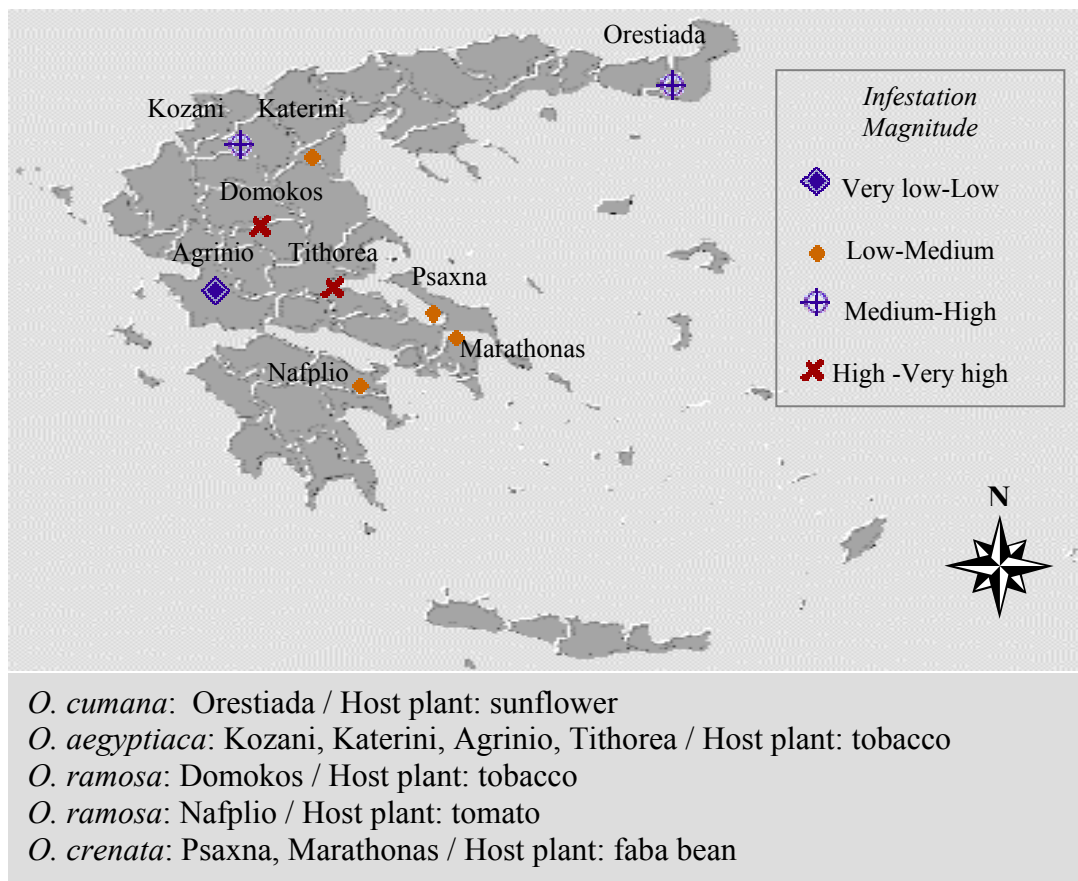 Orestiada
Kozani Katerini
Infestation
Magnitude
Very low-Low
Domokos
Agrinio Tithorea
Low-Medium
Psaxna
Medium-High
Marathonas
Nafplio
High -Very high
N
O. cumana: Orestiada / Host plant: sunflower
O. aegyptiaca: Kozani, Katerini, Agrinio, Tithorea / Host plant: tobacco
O. ramosa: Domokos / Host plant: tobacco
O. ramosa: Nafplio / Host plant: tomato
O. crenata: Psaxna, Marathonas / Host plant: faba bean